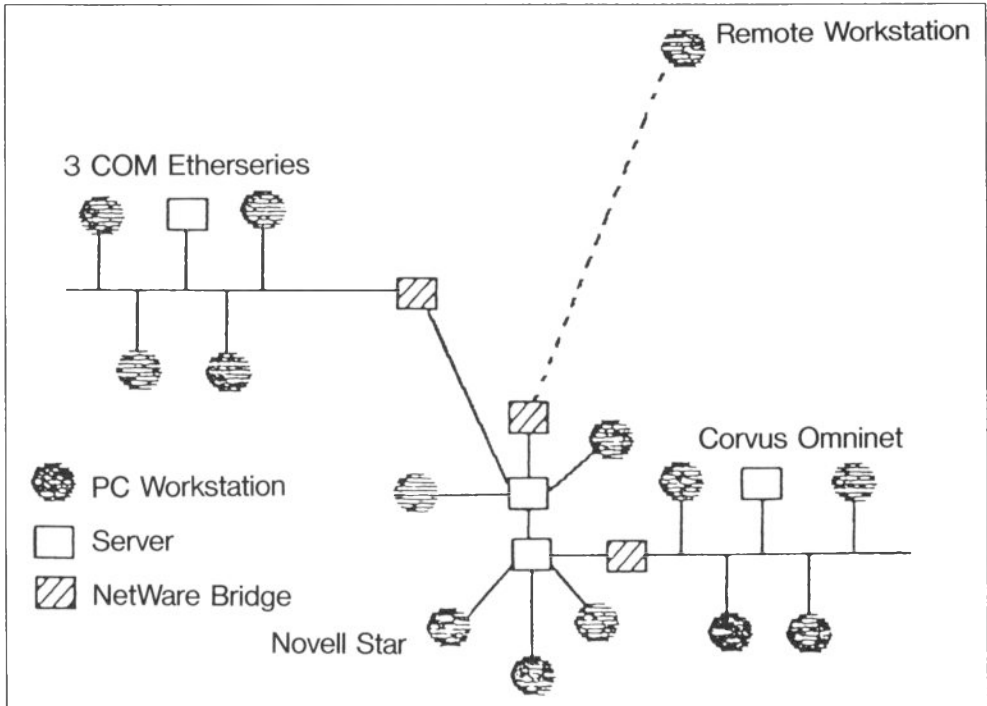 Remote Workstation
3 COM Etherseries
Corvus Omninet
PC Workstation
Server
NetWare Bridge
Novell Star